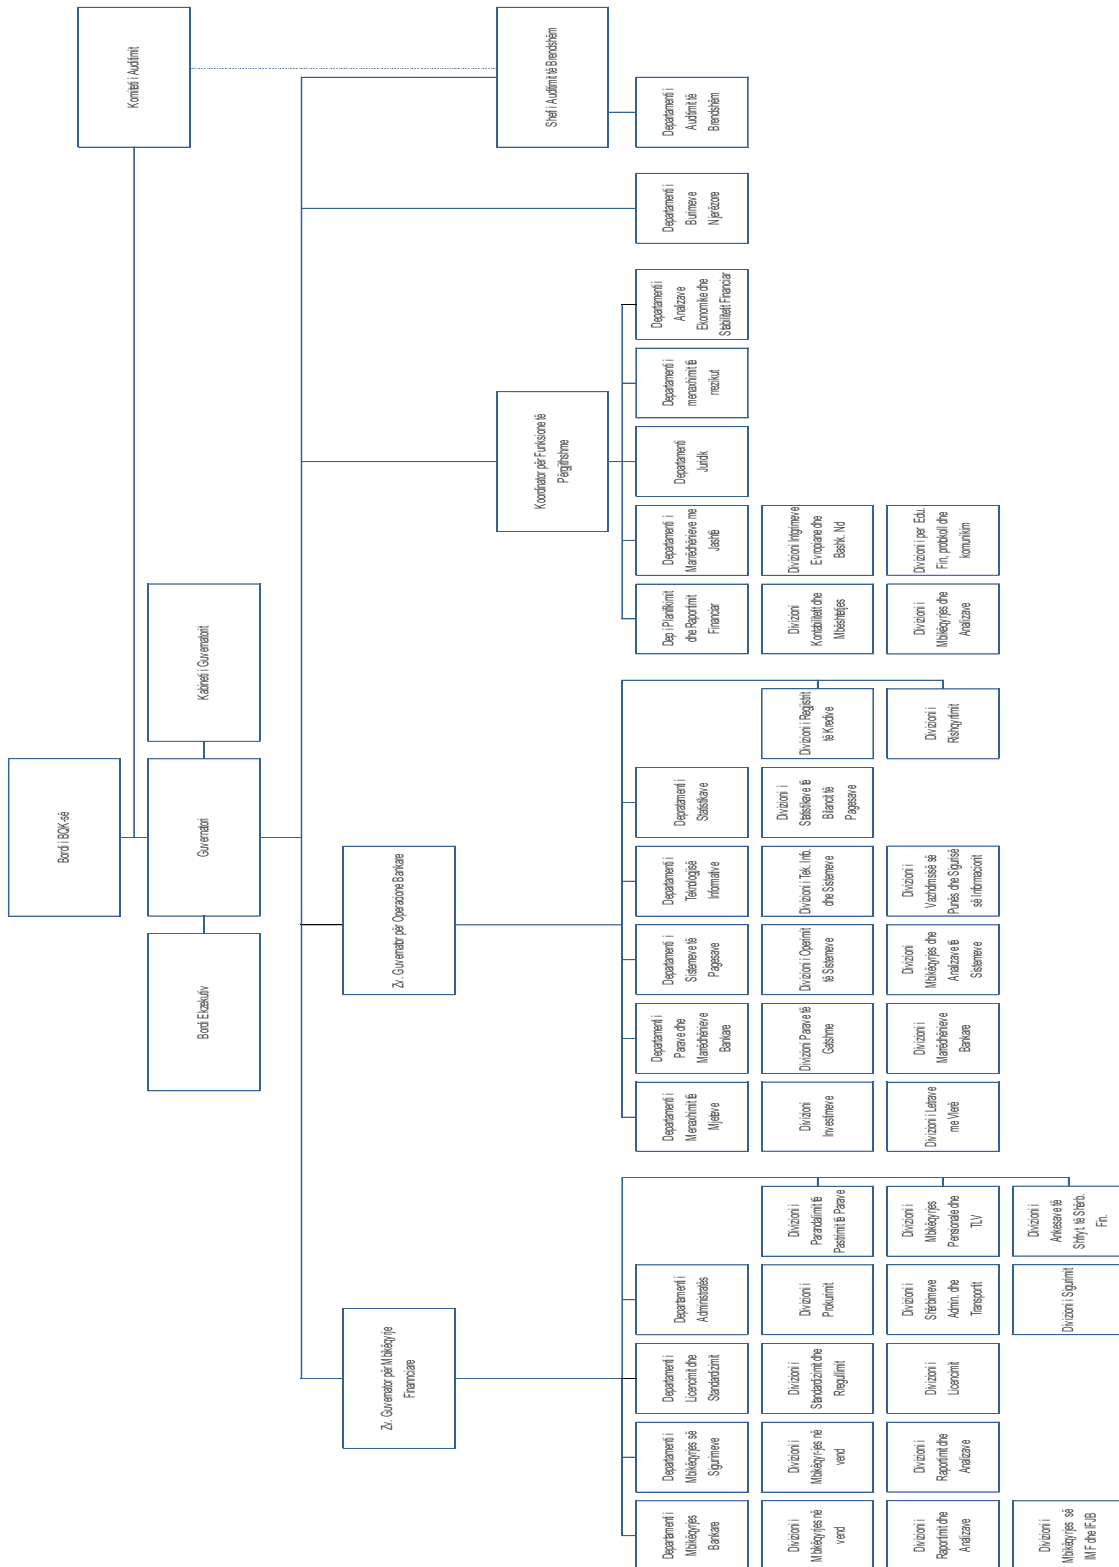 Bordi i BQK-së
Komiteti i Auditimit
Bordi Ekzekutiv
Guvernatori
Kabineti i Guvernatorit
Zv. Guvernator për Mbikëqyrje
Financiare
Zv. Guvernator për Operacione Bankare
Koordinator për Funksione të
Përgjithshme
Shefi i Auditimit të Brendshëm
Departamenti i
Mbikëqyrjes
Bankare
Departamenti i
Mbikëqyrjes së
Sigurimeve
Departamenti i
Licencimit dhe
Standardizimit
Departamenti i
Administratës
Departamenti i
Menaxhimit të
Mjeteve
Departamenti i
Parave dhe
Marrëdhënieve
Bankare
Departamenti i
Sistemeve të
Pagesave
Departamenti i
Teknologjisë
Informative
Depratamenti i
Statistikave
Dep i Planifikimit
dhe Raportimit
Financiar
Departamenti i
Marrëdhënieve me
Jashtë
Departamenti
Juridik
Departamenti i
menaxhimit të
rrezikut
Departamenti i
Analizave
Ekonomike dhe
Stabilitetit Financiar
Departamenti i
Burimeve
Njerëzore
Departamenti i
Auditimit të
Brendshëm
Divizioni i
Mbikëqyrjes në
vend
Divizioni i
Mbikëqyr-jes në
vend
Divizioni i
Standardizimit dhe
Rregullimit
Divizioni i
Prokurimit
Divizioni i
Parandalimit të
Pastrimit të Parave
Divizioni
Investimeve
Divizioni Parave të
Gatshme
Divizioni i Operimit
të Sistemeve
Divizioni i Tek. Info.
dhe Sistemeve
Divizioni i
Statistikave të
Bilancit të
Pagesave
Divizioni i Regjistrit
të Kredive
Divizioni
Kontabilitetit dhe
Mbështetjes
Divizioni Intgrimeve
Evropiane dhe
Bashk. Nd
Divizioni i
Raportimit dhe
Analizave
Divizioni i
Raportimit dhe
Analizave
Divizioni i
Licencimit
Divizioni i
Shërbimeve
Admin. dhe
Transportit
Divizioni i
Mbikëqyrjes
Pensionale dhe
TLV
Divizioni i Letrave
me Vlerë
Divizioni i
Marrëdhënieve
Bankare
Divizioni
Mbikëqyrjes dhe
Analizave të
Sistemeve
Divizioni i
Vazhdimsisë së
Punës dhe Sigurisë
së Informacionit
Divizioni i
Rishqyrtimit
Divizioni i
Mbikëqyrjes dhe
Analizave
Divizioni i per Edu.
Fin, protokoll dhe
komunikim
Divizioni i
Mbikëqyrjes së
IMF dhe IFJB
Divizioni i Sigurimit
Divizioni i
Ankesave të
Shfryt. të Shërb.
Fin.